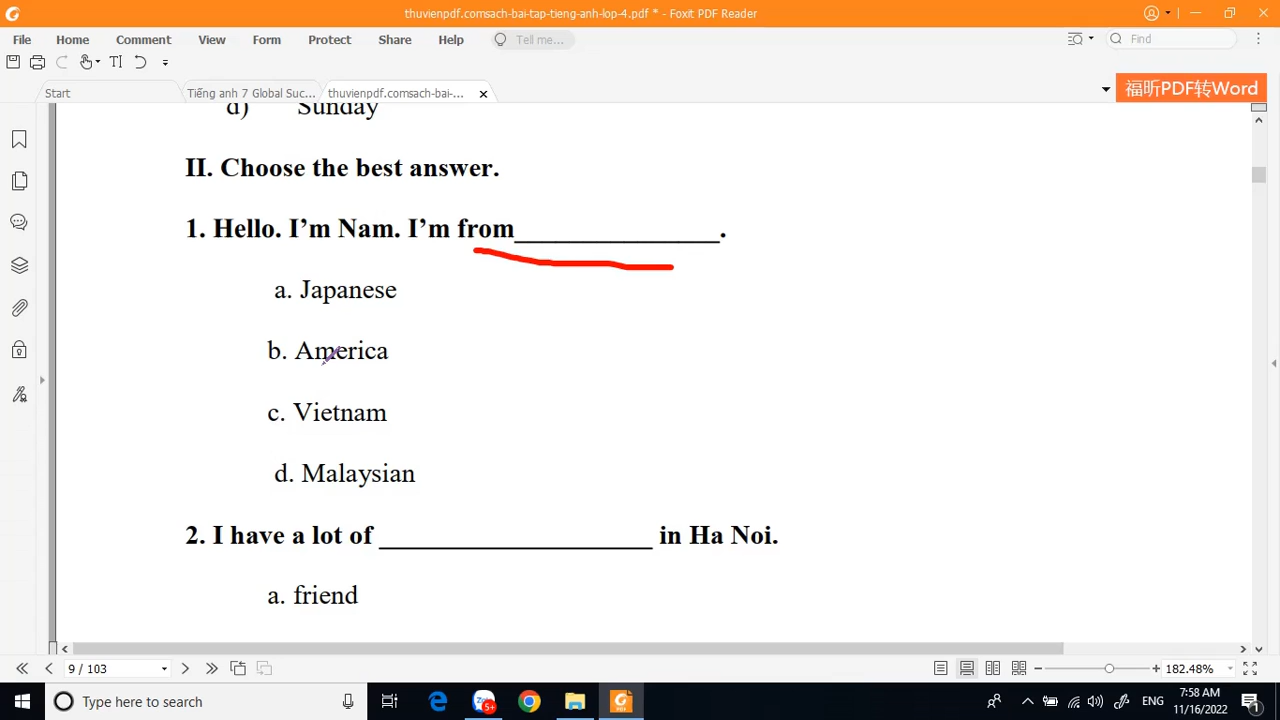 thuvienpdf.comsach-bai-tap-tieng-anh-lop-4.pdf * - Foxit PDF Reader
File Home Comment View Form Protect Share Help Tell me... Find
Start Tiếng anh 7 Global Suc... thuvienpdf.comsach-bai-... 福昕PDF转Word
d) Sunday
II. Choose the best answer.
1. Hello. I'm Nam. I'm from_______________.
a. Japanese
b. America
c. Vietnam
d. Malaysian
2. I have a lot of ____________________ in Ha Noi.
a. friend
9 / 103 182.48%
Type here to search 5+ ENG 7:58 AM
11/16/2022 1